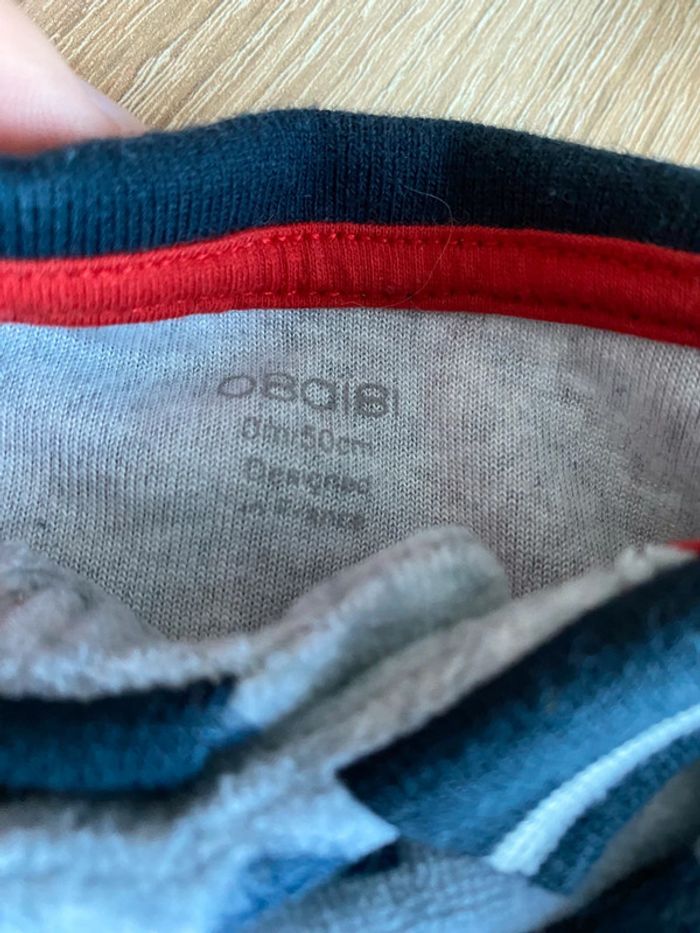 obaibi
0m/50cm
DESIGNED
IN FRANCE